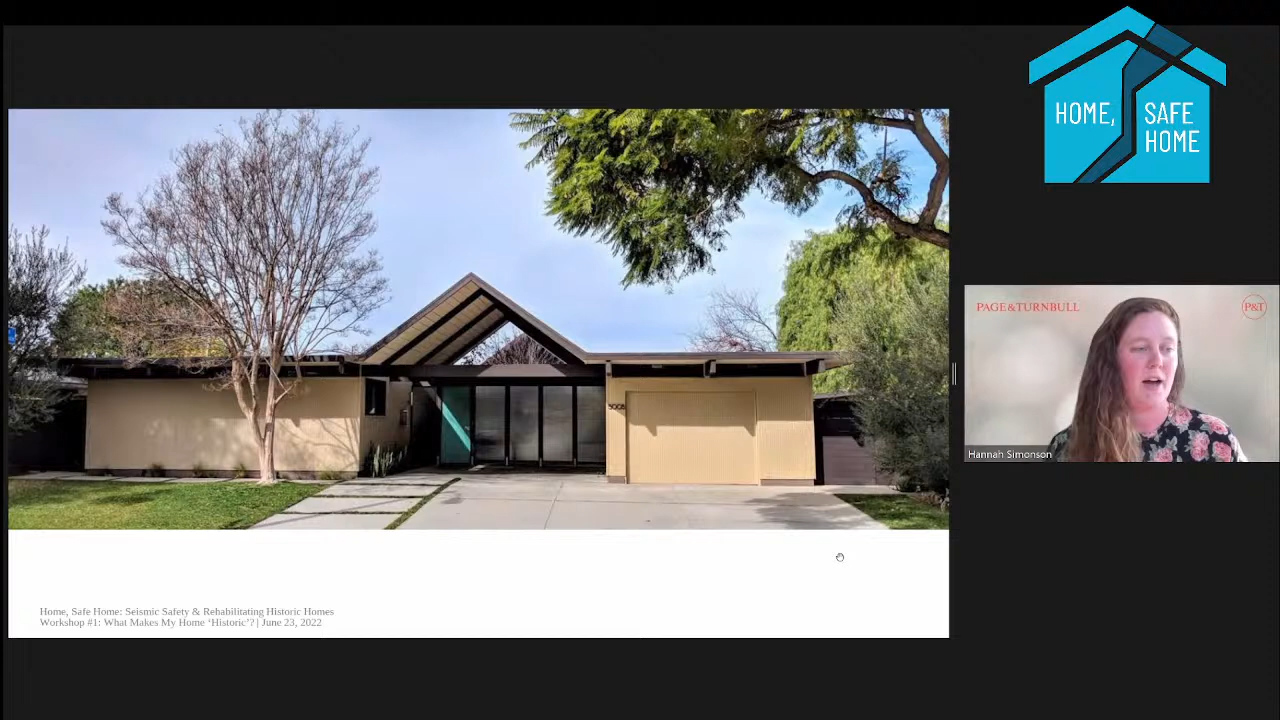 HOME, SAFE
HOME
PAGE&TURNBULL
P&T
Hannah Simonson
Home, Safe Home: Seismic Safety & Rehabilitating Historic Homes
Workshop #1: What Makes My Home ‘Historic’? | June 23, 2022